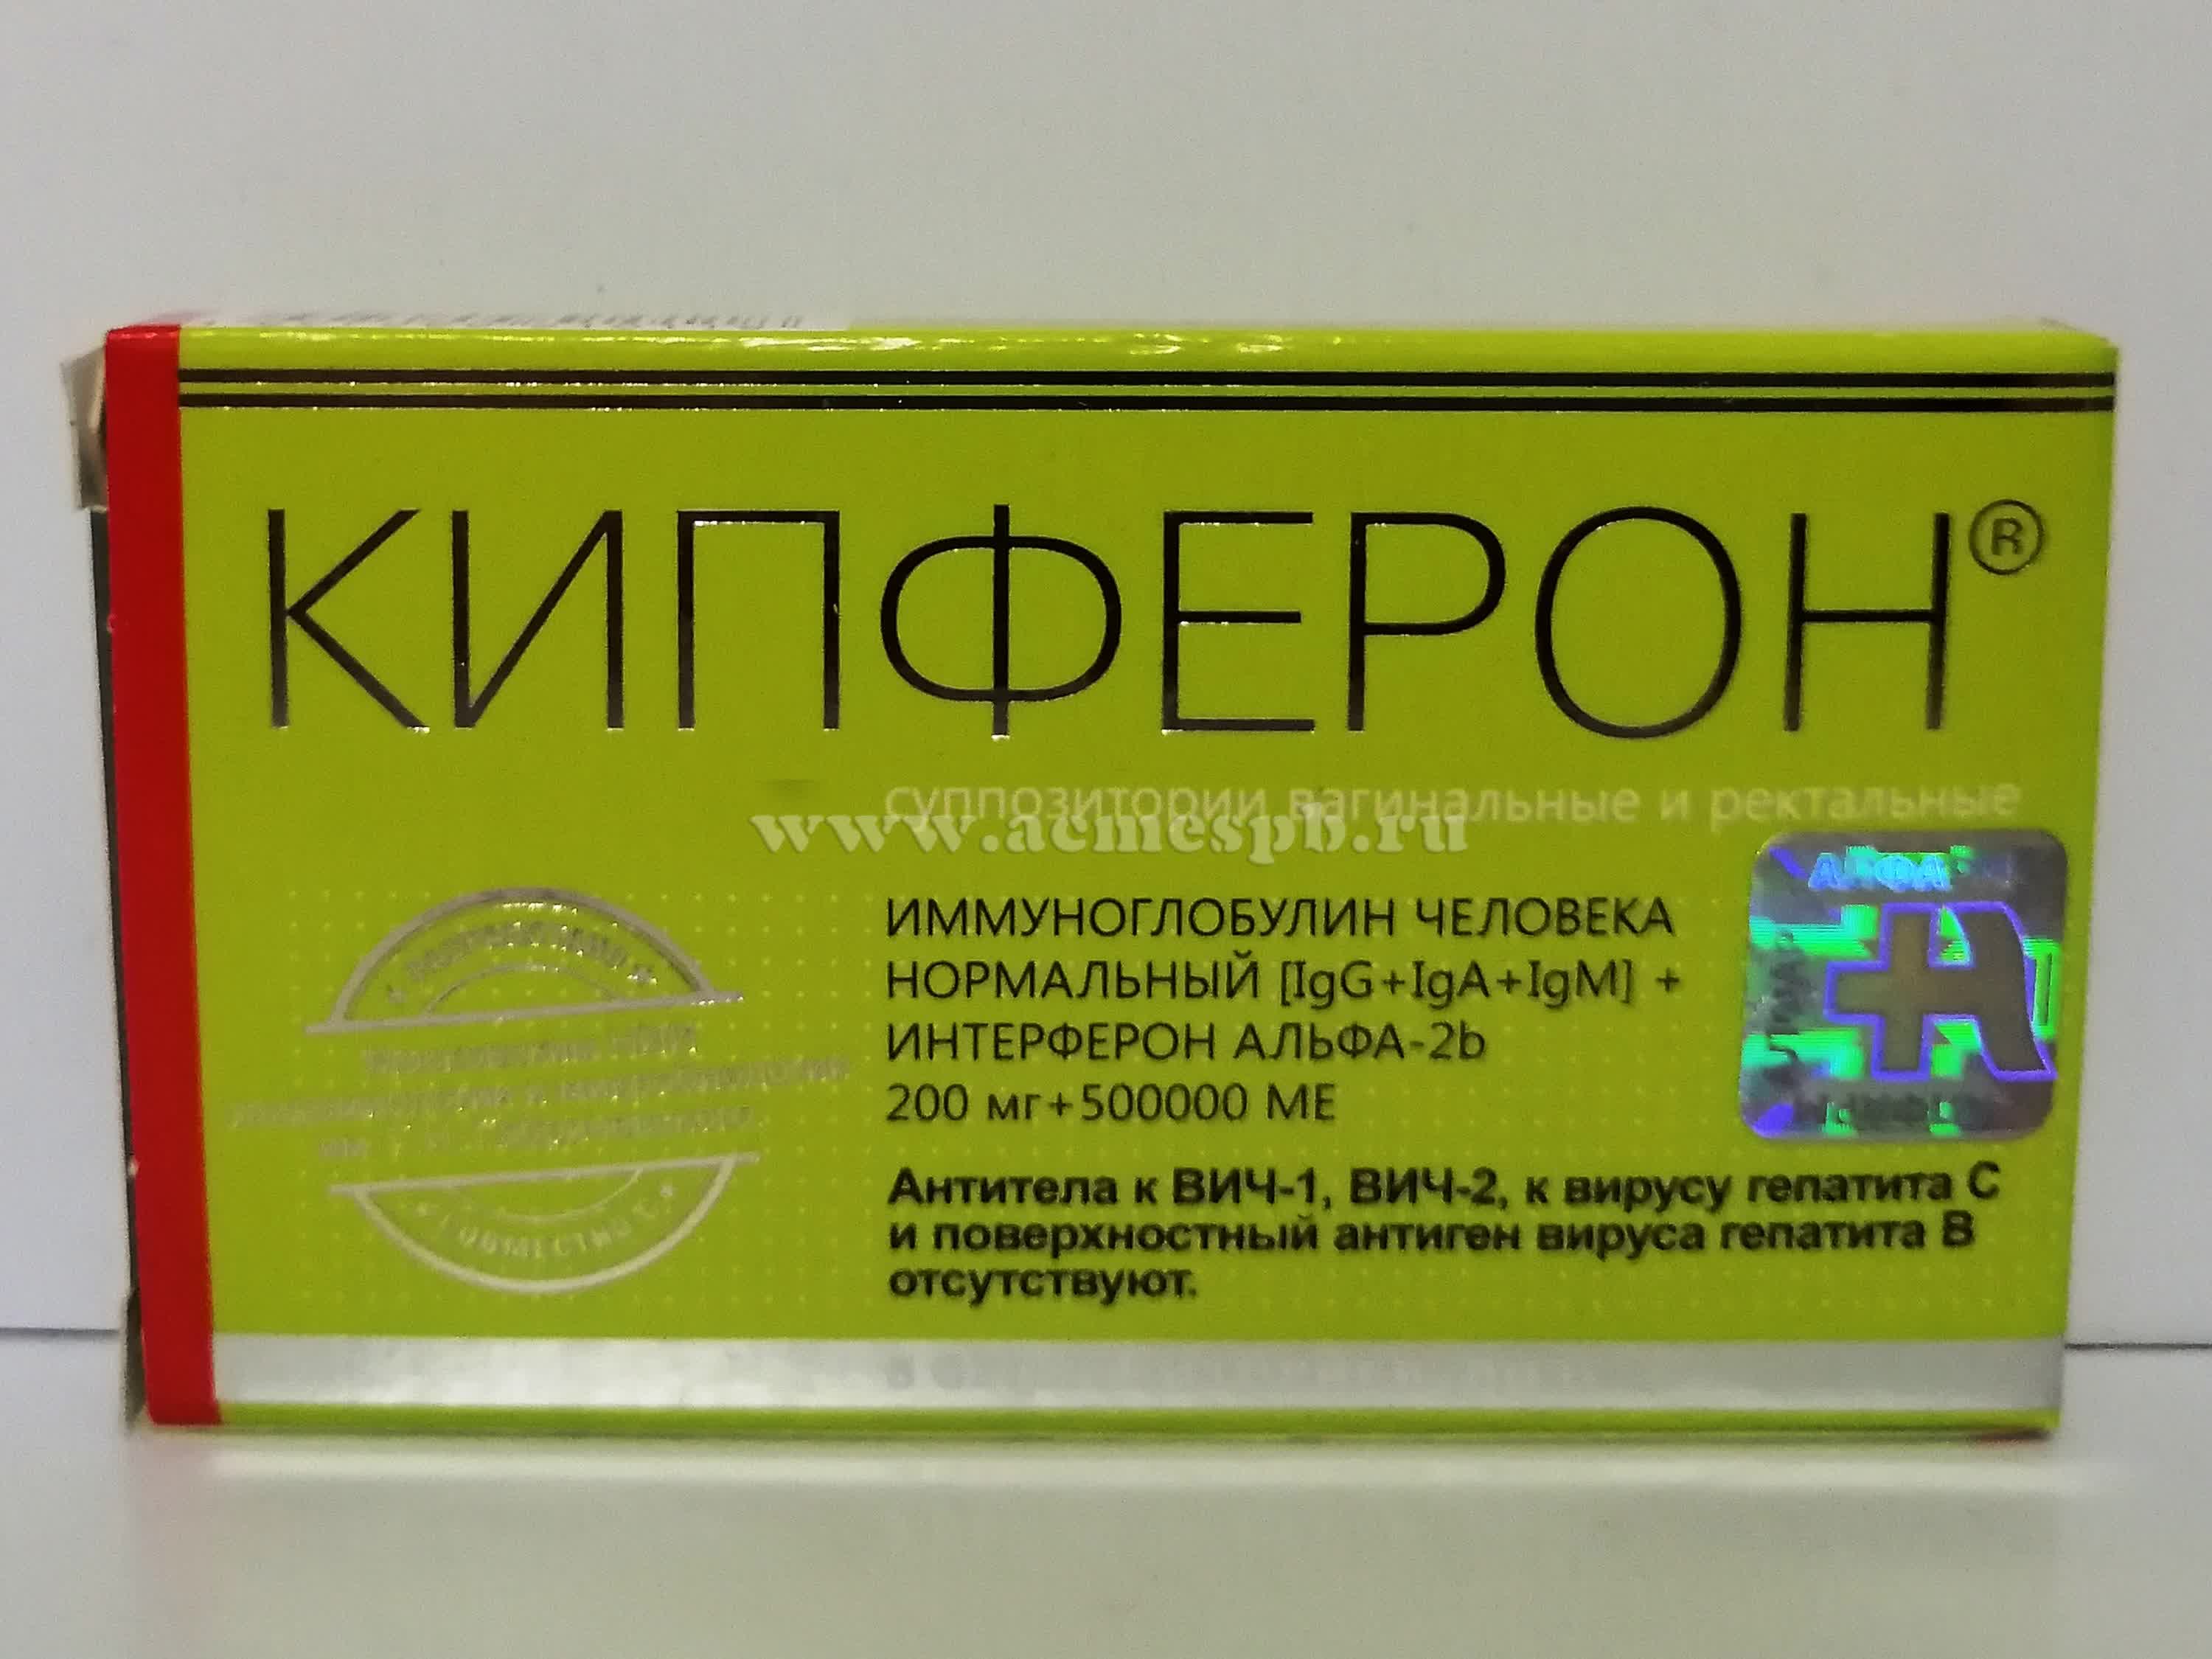 КИПФЕРОН®
суппозитории вагинальные и ректальные
www.acmespb.ru
ИММУНОГЛОБУЛИН ЧЕЛОВЕКА
НОРМАЛЬНЫЙ [IgG+IgA+IgM] +
ИНТЕРФЕРОН АЛЬФА-2b
200 мг+500000 МЕ
Антитела к ВИЧ-1, ВИЧ-2, к вирусу гепатита С
и поверхностный антиген вируса гепатита В
отсутствуют.
АЛЬФА